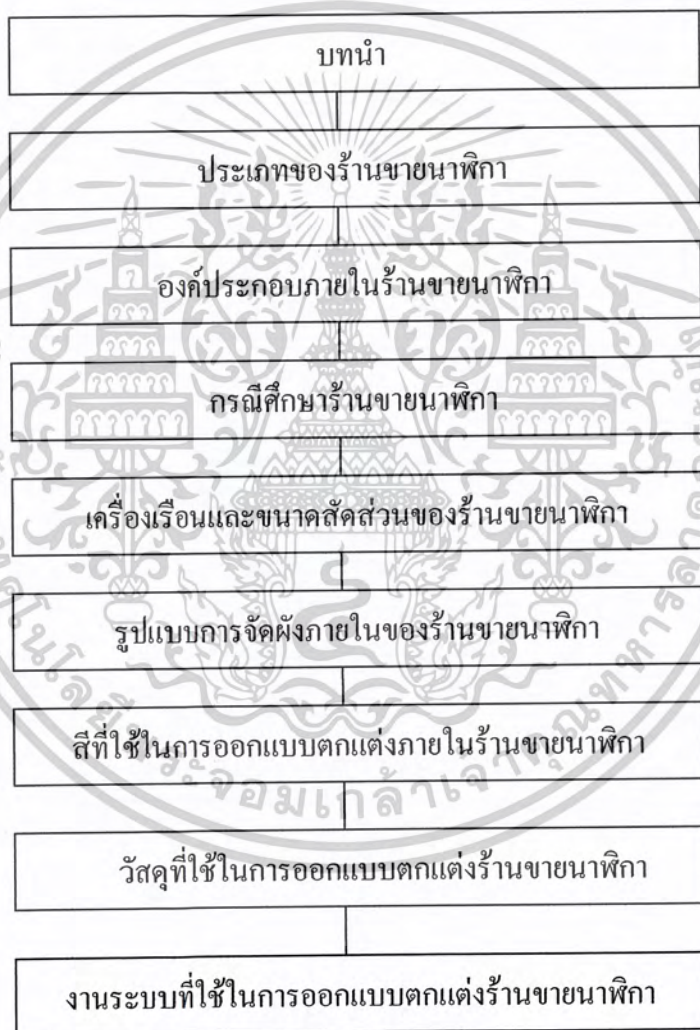 บทนำ
ประเภทของร้านขายนาฬิกา
องค์ประกอบภายในร้านขายนาฬิกา
กรณีศึกษาร้านขายนาฬิกา
เครื่องเรือนและขนาดสัดส่วนของร้านขายนาฬิกา
รูปแบบการจัดผังภายในของร้านขายนาฬิกา
สีที่ใช้ในการออกแบบตกแต่งภายในร้านขายนาฬิกา
วัสดุที่ใช้ในการออกแบบตกแต่งร้านขายนาฬิกา
งานระบบที่ใช้ในการออกแบบตกแต่งร้านขายนาฬิกา